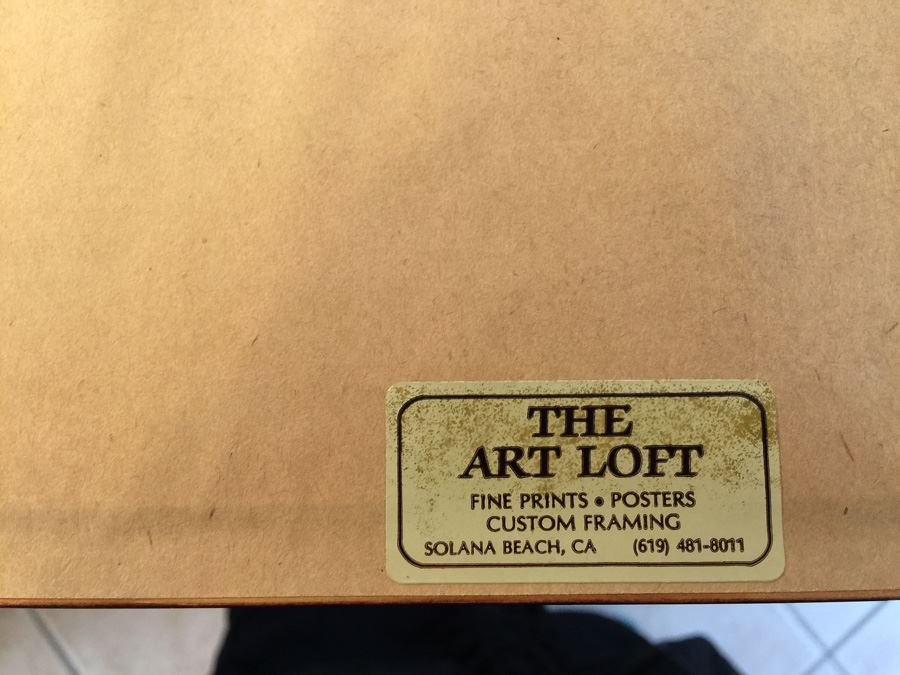 THE
ART LOFT
FINE PRINTS • POSTERS
CUSTOM FRAMING
SOLANA BEACH, CA (619) 481-8011